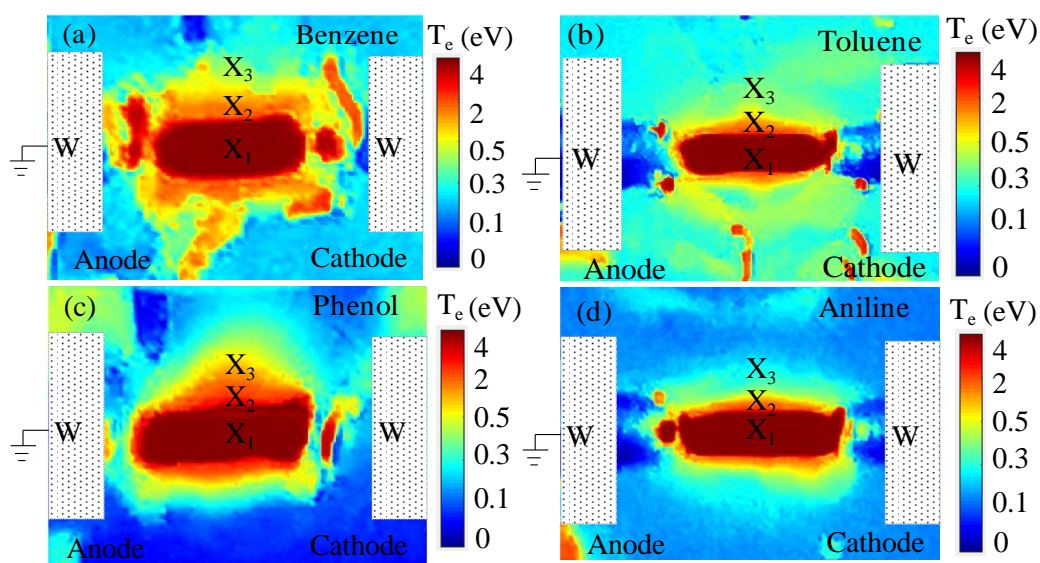 (a) Benzene T_e (eV)
X_3
X_2
X_1
W
W
Anode Cathode
4
2
0.5
0.3
0.1
0
(b) Toluene T_e (eV)
X_3
X_2
X_1
W
W
Anode Cathode
4
2
0.5
0.3
0.1
0
(c) Phenol T_e (eV)
X_3
X_2
X_1
W
W
Anode Cathode
4
2
0.5
0.3
0.1
0
(d) Aniline T_e (eV)
X_3
X_2
X_1
W
W
Anode Cathode
4
2
0.5
0.3
0.1
0